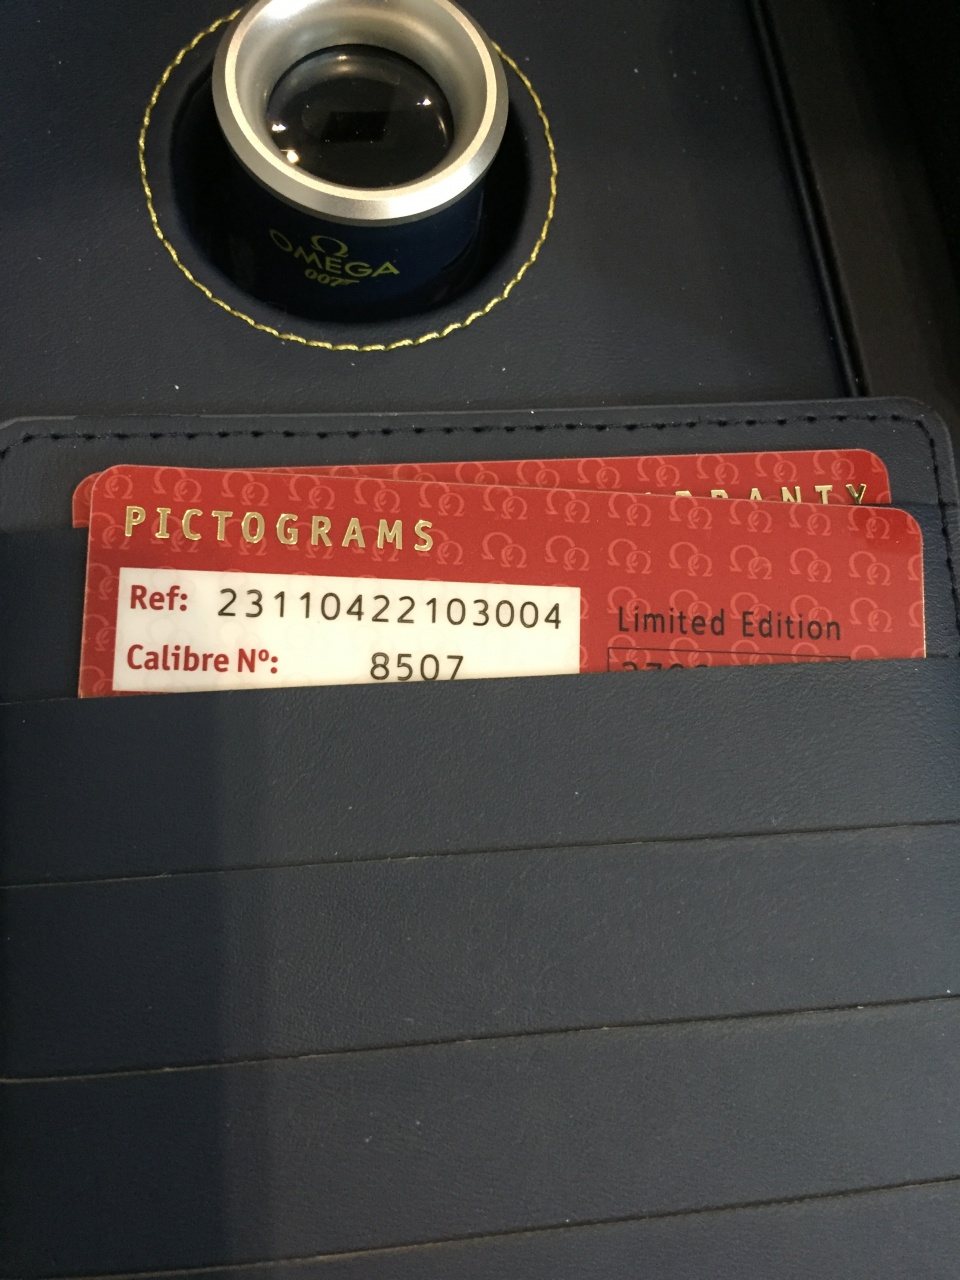 Ω
OMEGA
007
PICTOGRAMS
Ref: 23110422103004
Limited Edition
Calibre Nº: 8507